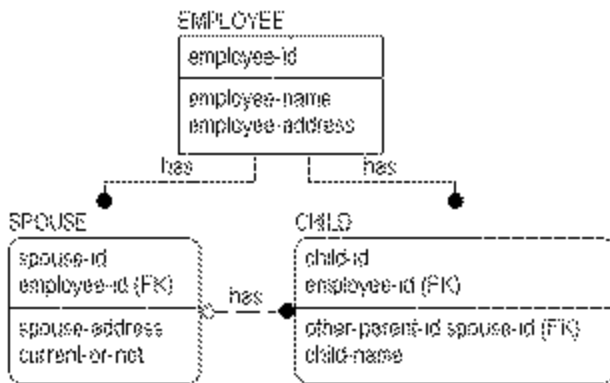 EMPLOYEE
employee-id
employee-name
employee-address
has
has
SPOUSE
spouse-id
employee-id (FK)
spouse-address
current-or-not
has
CHILD
child-id
employee-id (FK)
other-parent-id.spouse-id (FK)
child-name